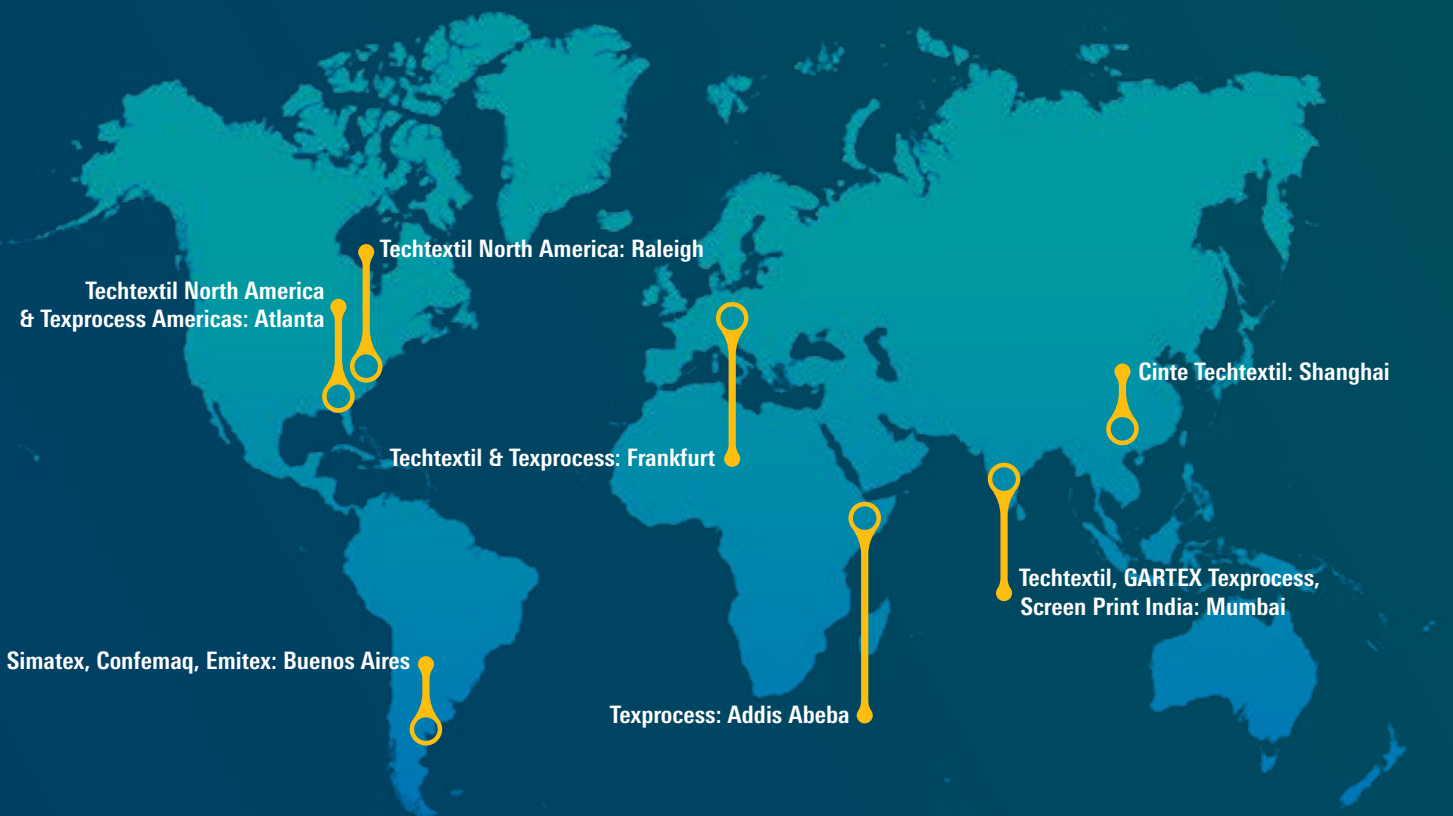 Techtextil North America: Raleigh
Techtextil North America
& Texprocess Americas: Atlanta
Cinte Techtextil: Shanghai
Techtextil & Texprocess: Frankfurt
Techtextil, GARTEX Texprocess,
Screen Print India: Mumbai
Simatex, Confemaq, Emitex: Buenos Aires
Texprocess: Addis Abeba